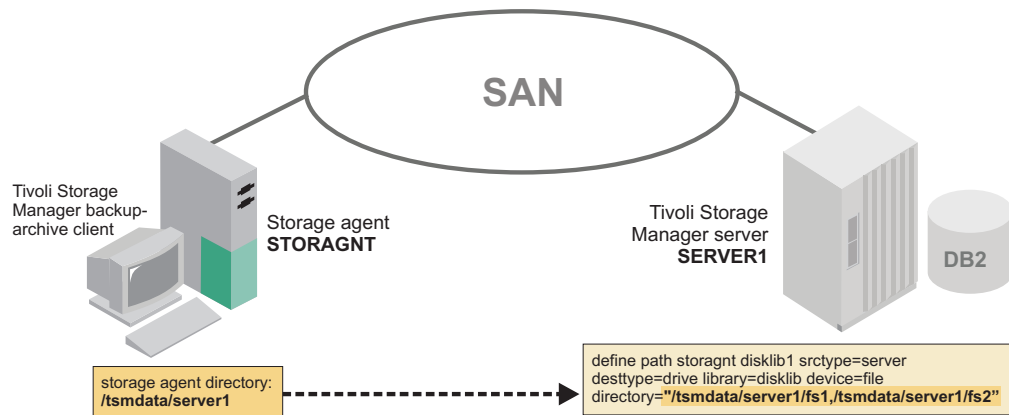 SAN
Tivoli Storage
Manager backup-
archive client
Storage agent
STORAGNT
Tivoli Storage
Manager server
SERVER1
DB2
storage agent directory:
/tsmdata/server1
define path storagnt disklib1 srctype=server
desttype=drive library=disklib device=file
directory="/tsmdata/server1/fs1,/tsmdata/server1/fs2”